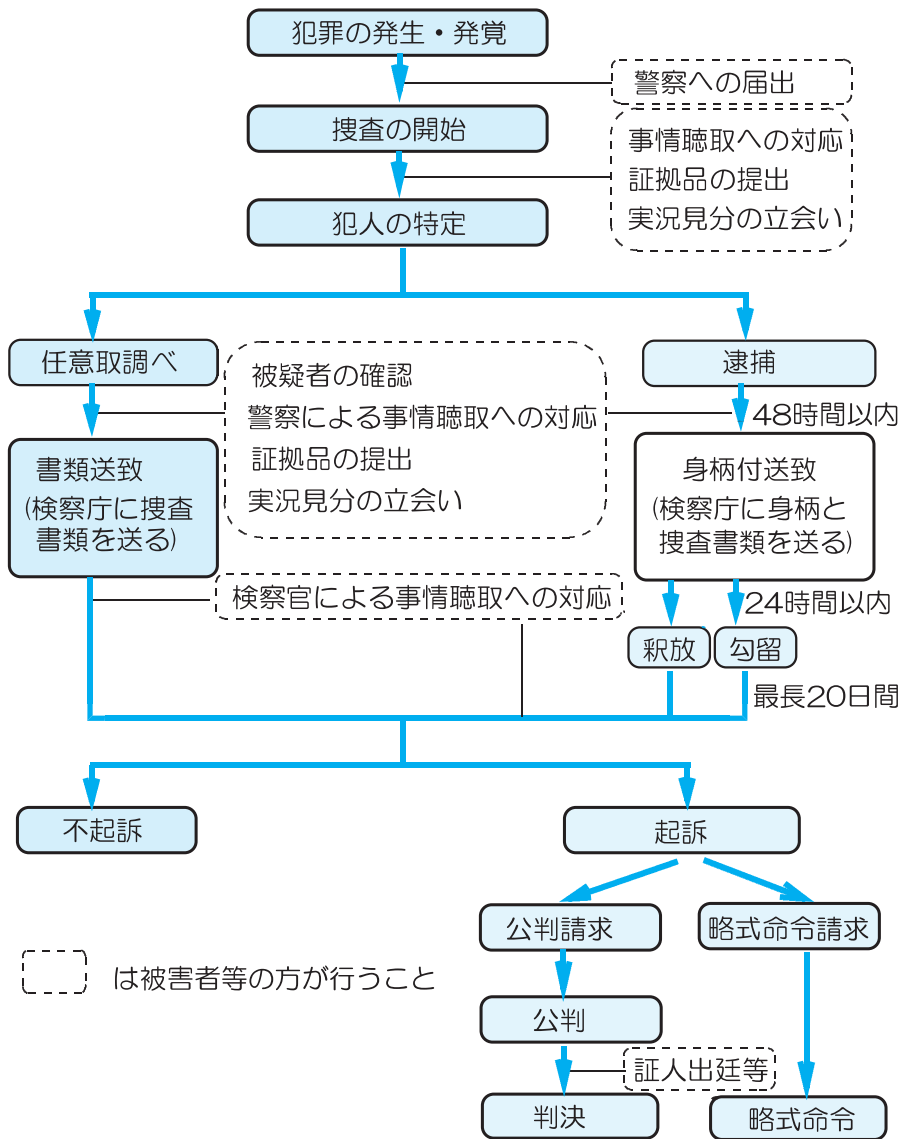 犯罪の発生・発覚
警察への届出
捜査の開始
事情聴取への対応
証拠品の提出
実況見分の立会い
犯人の特定
任意取調べ
逮捕
被疑者の確認
警察による事情聴取への対応
証拠品の提出
実況見分の立会い
48時間以内
書類送致
(検察庁に捜査
書類を送る)
身柄付送致
(検察庁に身柄と
捜査書類を送る)
検察官による事情聴取への対応
24時間以内
釈放
勾留
最長20日間
不起訴
起訴
公判請求
略式命令請求
は被害者等の方が行うこと
公判
証人出廷等
判決
略式命令